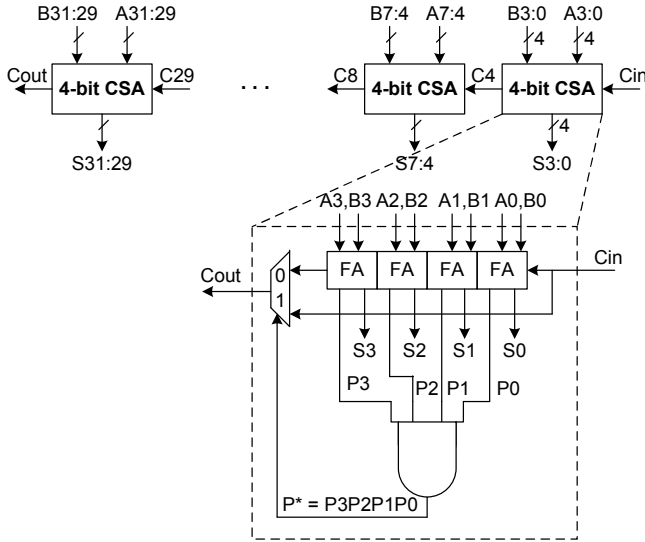 B31:29 A31:29 B7:4 A7:4 B3:0 A3:0
4 4
Cout 4-bit CSA C29 . . . C8 4-bit CSA C4 4-bit CSA Cin
4
S31:29 S7:4 S3:0
A3,B3 A2,B2 A1,B1 A0,B0
Cout 0 FA FA FA FA Cin
1
S3 S2 S1 S0
P3 P2 P1 P0
P* = P3P2P1P0